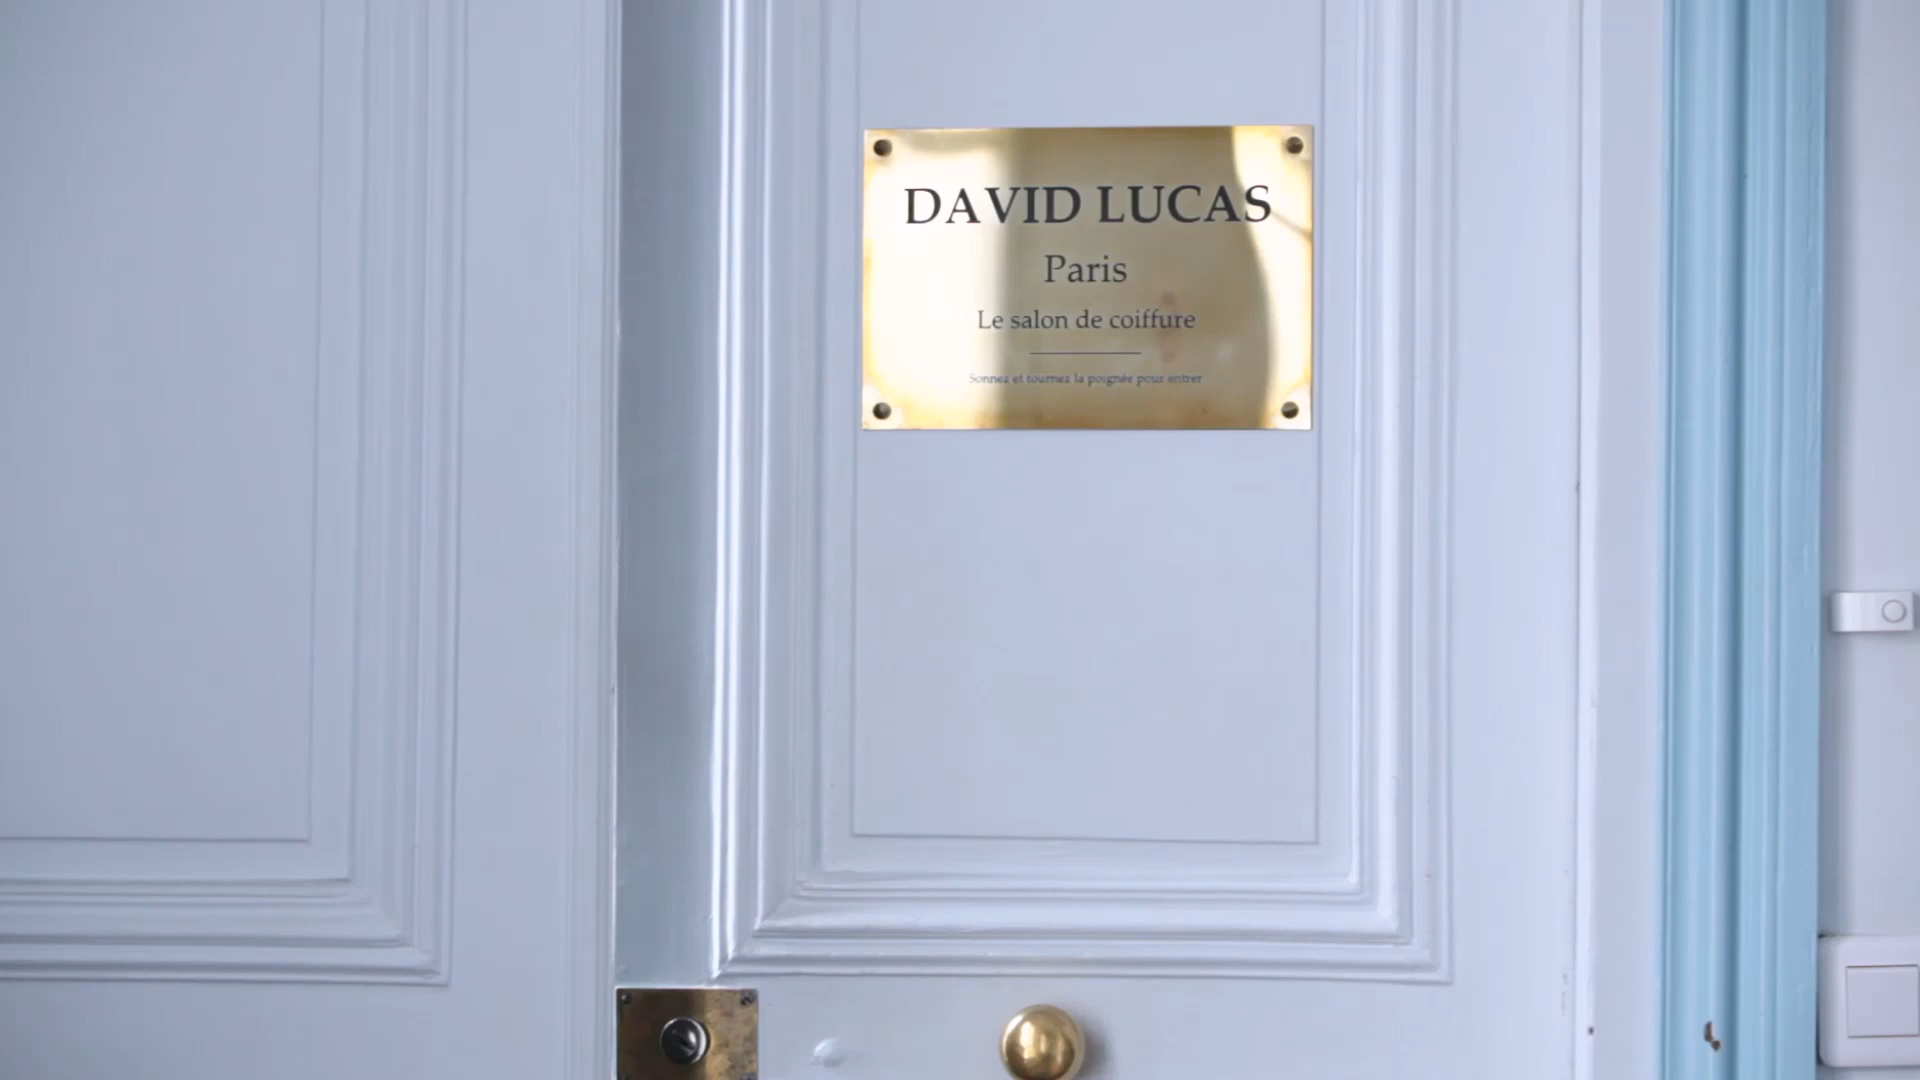 DAVID LUCAS
Paris
Le salon de coiffure
Sonnez et tournez la poignée pour entrer